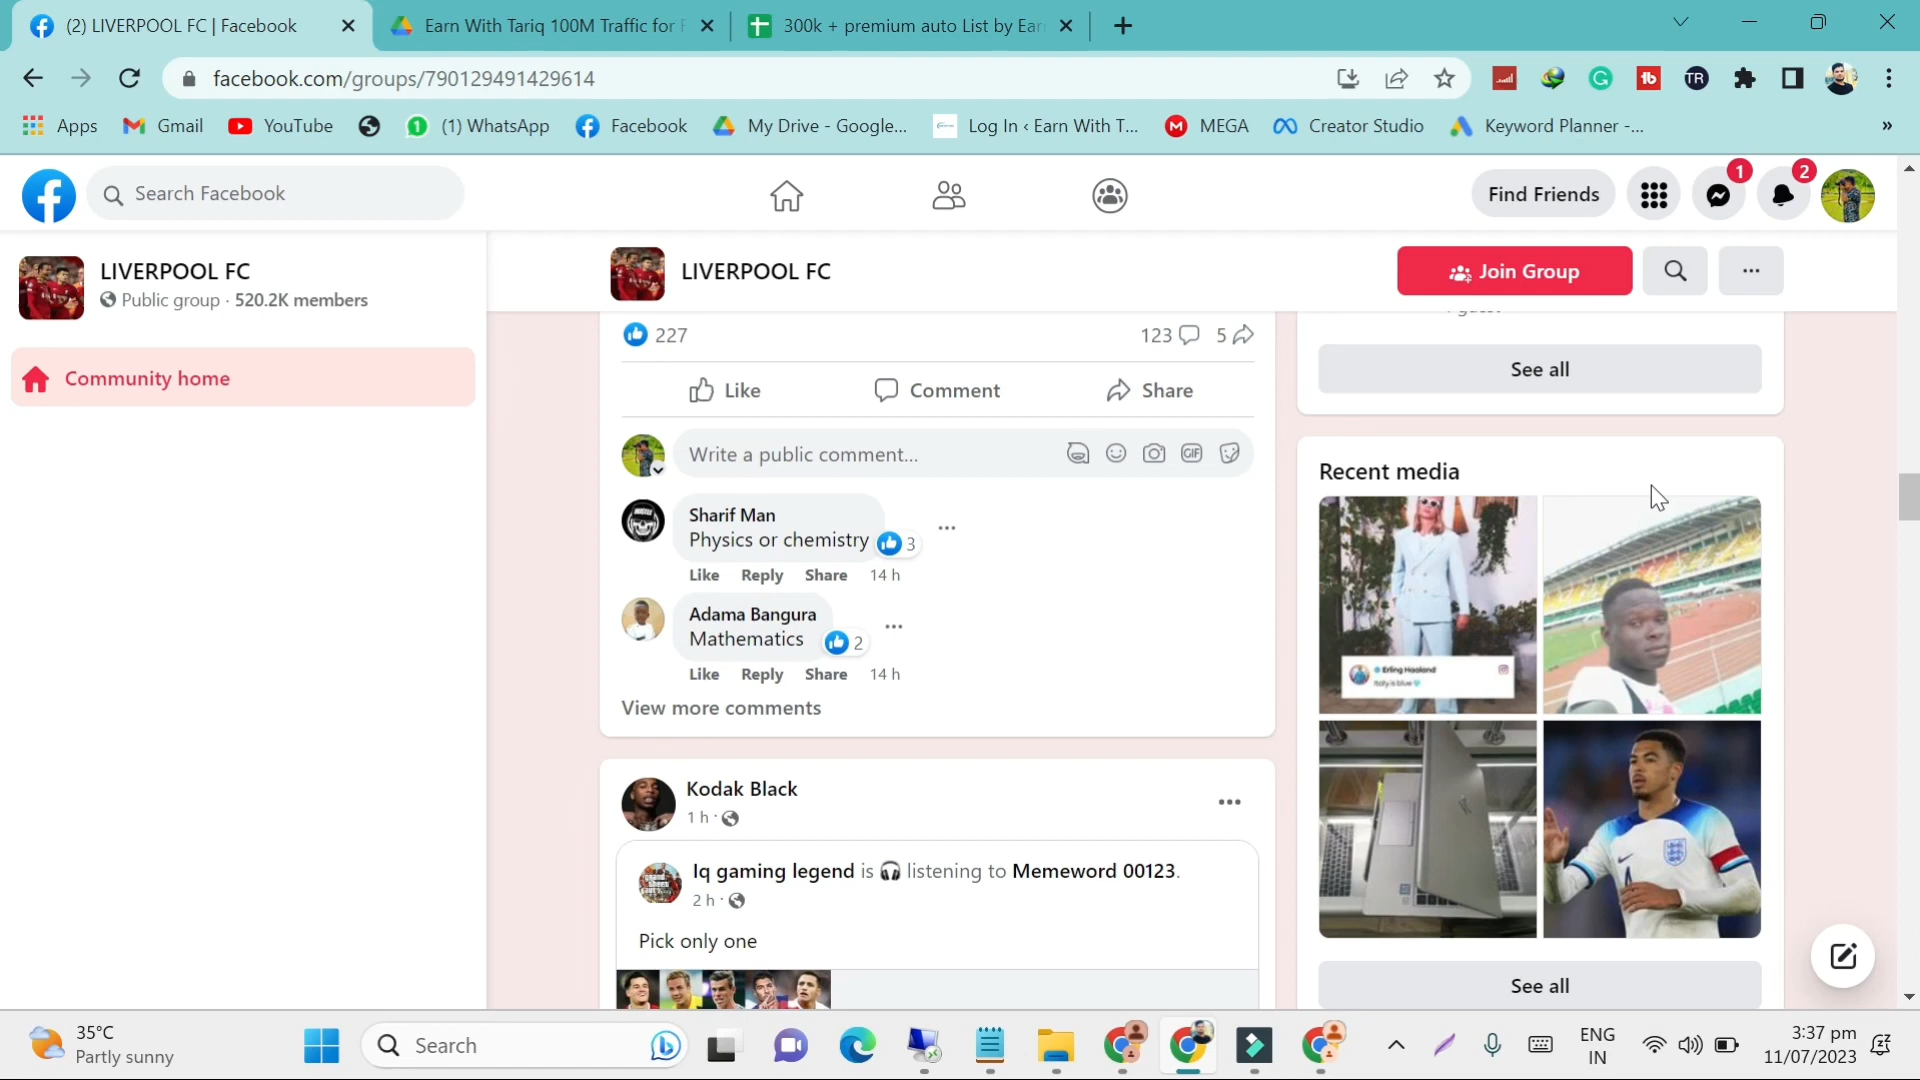 (2) LIVERPOOL FC | Facebook
Earn With Tariq 100M Traffic for F
300k + premium auto List by Ear
facebook.com/groups/790129491429614
Apps
Gmail
YouTube
(1) WhatsApp
Facebook
My Drive - Google...
Log In ‹ Earn With T...
MEGA
Creator Studio
Keyword Planner -...
»
Search Facebook
Find Friends
1
2
LIVERPOOL FC
Public group · 520.2K members
Community home
LIVERPOOL FC
Join Group
227
123
5
Like
Comment
Share
Write a public comment...
GIF
Sharif Man
Physics or chemistry
3
Like Reply Share 14 h
Adama Bangura
Mathematics
2
Like Reply Share 14 h
View more comments
Kodak Black
1 h ·
Iq gaming legend is listening to Memeword 00123.
2 h ·
Pick only one
See all
Recent media
Erling Haaland
Italy is blue
See all
35°C
Partly sunny
Search
ENG
IN
3:37 pm
11/07/2023